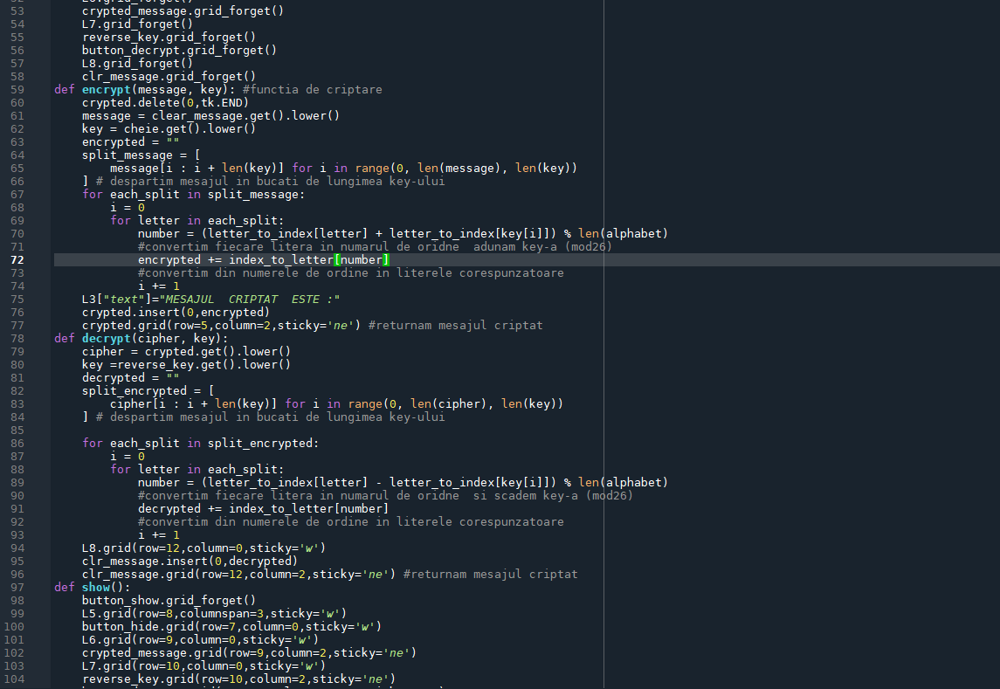 53 crypted_message.grid_forget()
54 L7.grid_forget()
55 reverse_key.grid_forget()
56 button_decrypt.grid_forget()
57 L8.grid_forget()
58 clr_message.grid_forget()
59 def encrypt(message, key): #functia de criptare
60 crypted.delete(0,tk.END)
61 message = clear_message.get().lower()
62 key = cheie.get().lower()
63 encrypted = ""
64 split_message = [
65 message[i : i + len(key)] for i in range(0, len(message), len(key))
66 ] # despartim mesajul in bucati de lungimea key-ului
67 for each_split in split_message:
68 i = 0
69 for letter in each_split:
70 number = (letter_to_index[letter] + letter_to_index[key[i]]) % len(alphabet)
71 #convertim fiecare litera in numarul de oridne  adunam key-a (mod26)
72 encrypted += index_to_letter[number]
73 #convertim din numerele de ordine in literele corespunzatoare
74 i += 1
75 L3["text"]="MESAJUL  CRIPTAT  ESTE :"
76 crypted.insert(0,encrypted)
77 crypted.grid(row=5,column=2,sticky='ne') #returnam mesajul criptat
78 def decrypt(cipher, key):
79 cipher = crypted.get().lower()
80 key =reverse_key.get().lower()
81 decrypted = ""
82 split_encrypted = [
83 cipher[i : i + len(key)] for i in range(0, len(cipher), len(key))
84 ] # despartim mesajul in bucati de lungimea key-ului
85
86 for each_split in split_encrypted:
87 i = 0
88 for letter in each_split:
89 number = (letter_to_index[letter] - letter_to_index[key[i]]) % len(alphabet)
90 #convertim fiecare litera in numarul de oridne  si scadem key-a (mod26)
91 decrypted += index_to_letter[number]
92 #convertim din numerele de ordine in literele corespunzatoare
93 i += 1
94 L8.grid(row=12,column=0,sticky='w')
95 clr_message.insert(0,decrypted)
96 clr_message.grid(row=12,column=2,sticky='ne') #returnam mesajul criptat
97 def show():
98 button_show.grid_forget()
99 L5.grid(row=8,columnspan=3,sticky='w')
100 button_hide.grid(row=7,column=0,sticky='w')
101 L6.grid(row=9,column=0,sticky='w')
102 crypted_message.grid(row=9,column=2,sticky='ne')
103 L7.grid(row=10,column=0,sticky='w')
104 reverse_key.grid(row=10,column=2,sticky='ne')